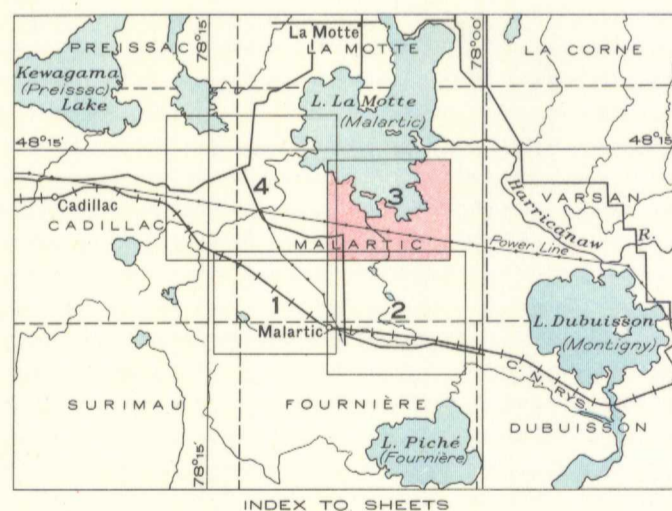 La Motte
PREISSAC
LA MOTTE
78°00'
LA CORNE
Kewagama
(Preissac)
Lake
78°15'
L. La Motte
(Malartic)
48°15'
48°15'
4
3
Harricanaw
R.
VARSAN
Cadillac
CADILLAC
MALARTIC
Power Line
1
2
Malartic
L. Dubuisson
(Montigny)
C. N. RYS.
SURIMAU
FOURNIÈRE
DUBUISSON
L. Piché
(Fournière)
78°15'
INDEX TO SHEETS